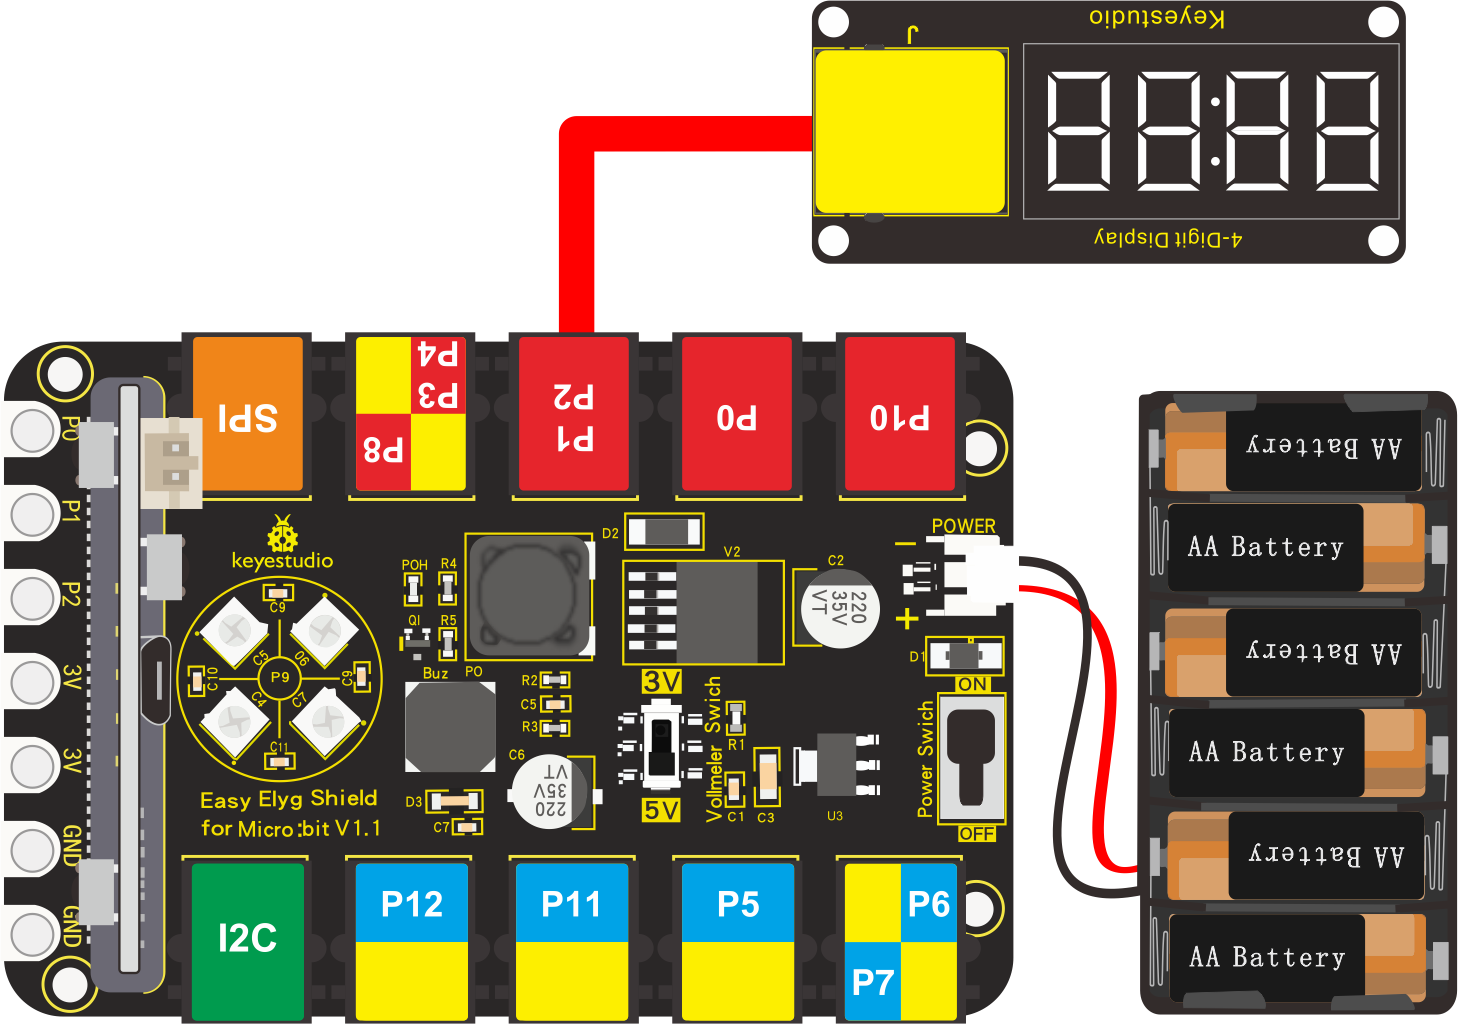 Keyestudio
J
4-Digit Display
SPI
P4
P3
P8
P2
P1
P0
P10
P0
P1
P2
3V
3V
GND
GND
keyestudio
C9
C5
C10
P9
C9
C4
C7
C11
Easy Elyg Shield
for Micro:bit V1.1
POH
R4
Q1
R5
Buz
PO
D2
V2
C2
220
35V
VT
POWER
−
+
D1
ON
Power Swich
OFF
R2
C5
R3
C6
220
35V
VT
D3
C7
3V
5V
Vollmeler Swich
R1
C1
C3
U3
I2C
P12
P11
P5
P6
P7
AA Battery
AA Battery
AA Battery
AA Battery
AA Battery
AA Battery